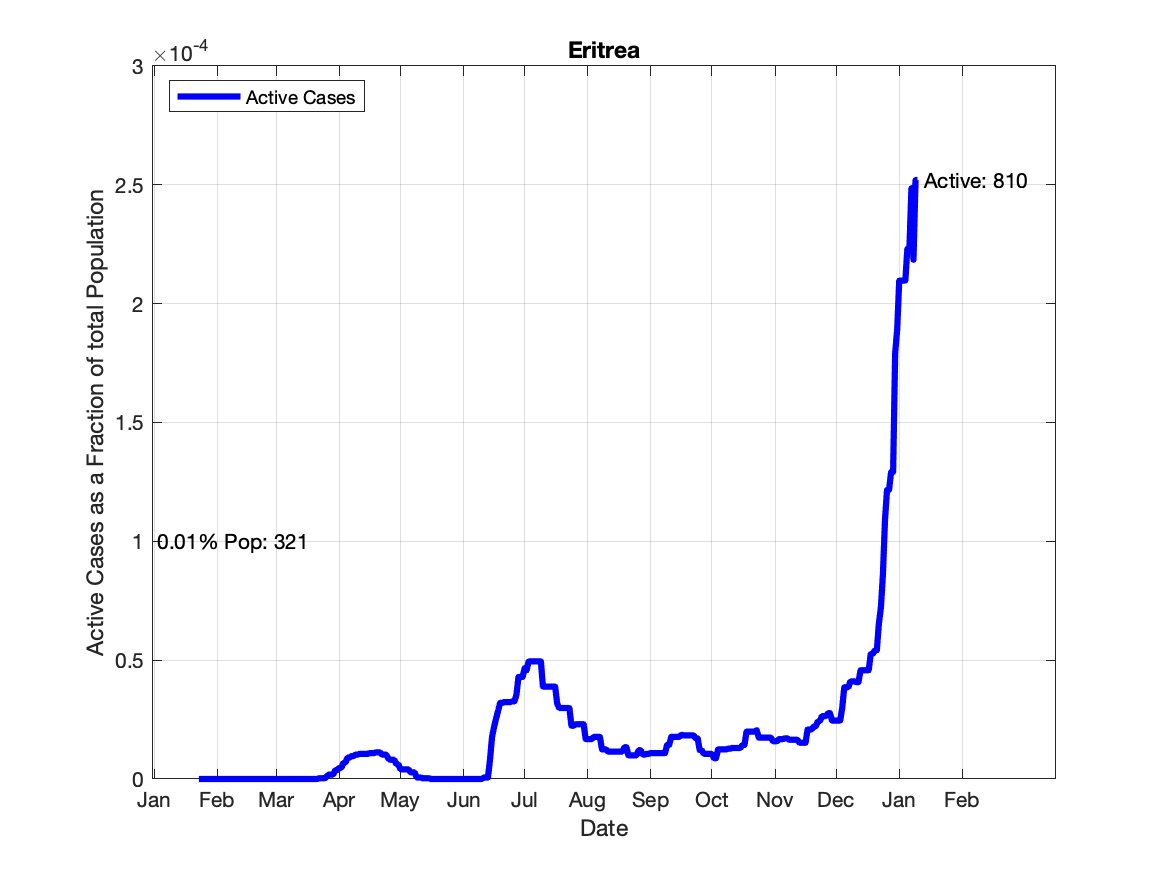 Eritrea
×10-4
3
2.5
2
1.5
1
0.5
0
Active Cases
Active: 810
0.01% Pop: 321
Active Cases as a Fraction of total Population
Jan Feb Mar Apr May Jun Jul Aug Sep Oct Nov Dec Jan Feb
Date